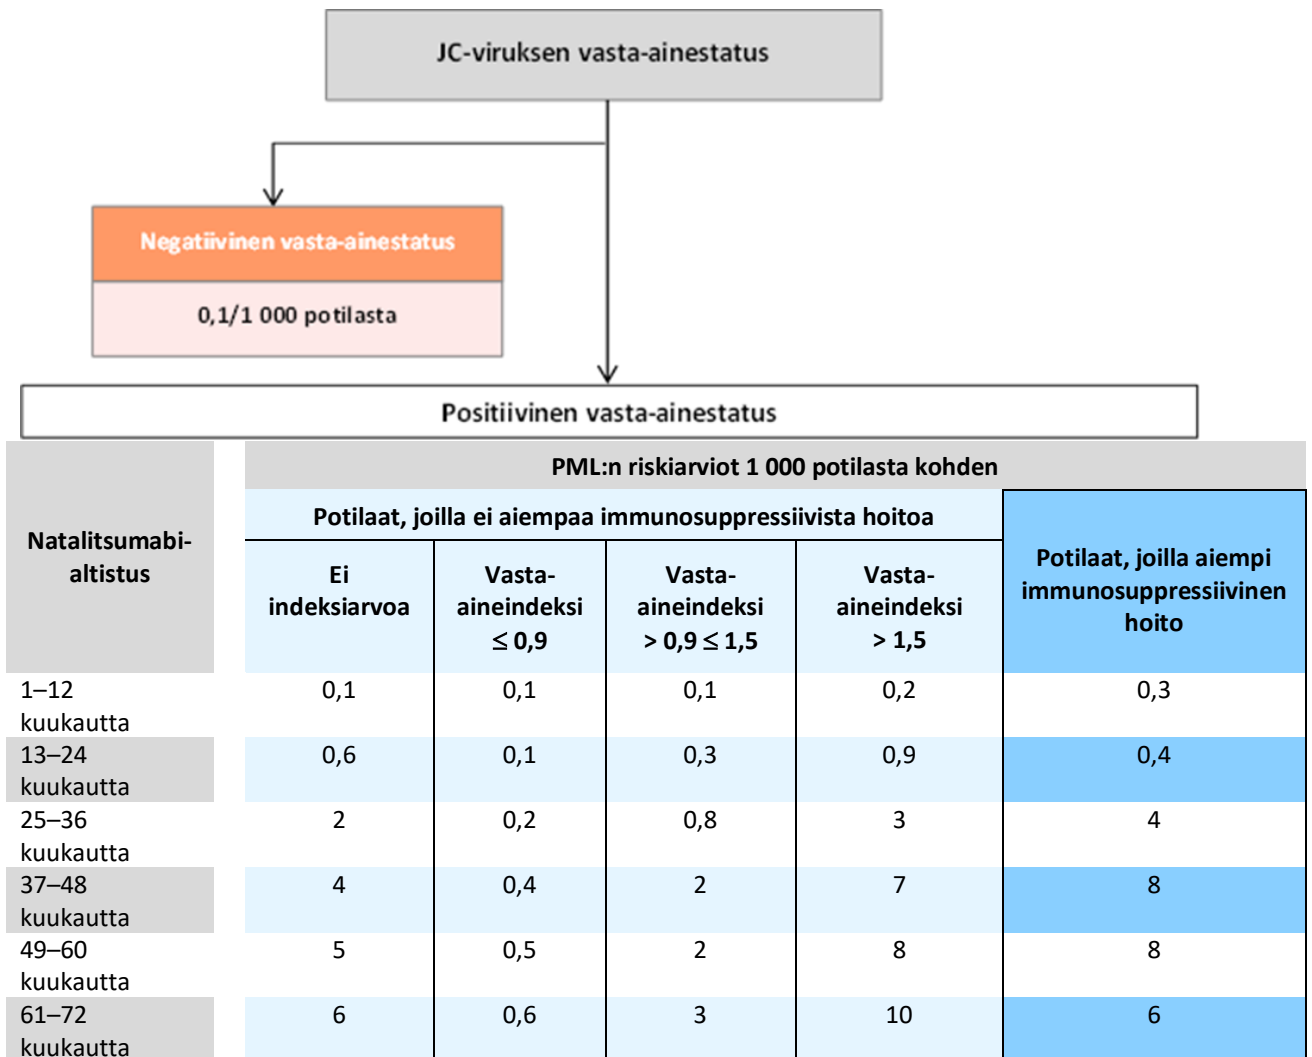 JC-viruksen vasta-ainestatus
Negatiivinen vasta-ainestatus
0,1/1 000 potilasta
Positiivinen vasta-ainestatus
Natalitsumabi-
altistus
PML:n riskiarviot 1 000 potilasta kohden
Potilaat, joilla ei aiempaa immunosuppressiivista hoitoa
Potilaat, joilla aiempi
immunosuppressiivinen
hoito
Ei
indeksiarvoa
Vasta-
aineindeksi
≤ 0,9
Vasta-
aineindeksi
> 0,9 ≤ 1,5
Vasta-
aineindeksi
> 1,5
1–12
kuukautta
0,1 0,1 0,1 0,2 0,3
13–24
kuukautta
0,6 0,1 0,3 0,9 0,4
25–36
kuukautta
2 0,2 0,8 3 4
37–48
kuukautta
4 0,4 2 7 8
49–60
kuukautta
5 0,5 2 8 8
61–72
kuukautta
6 0,6 3 10 6